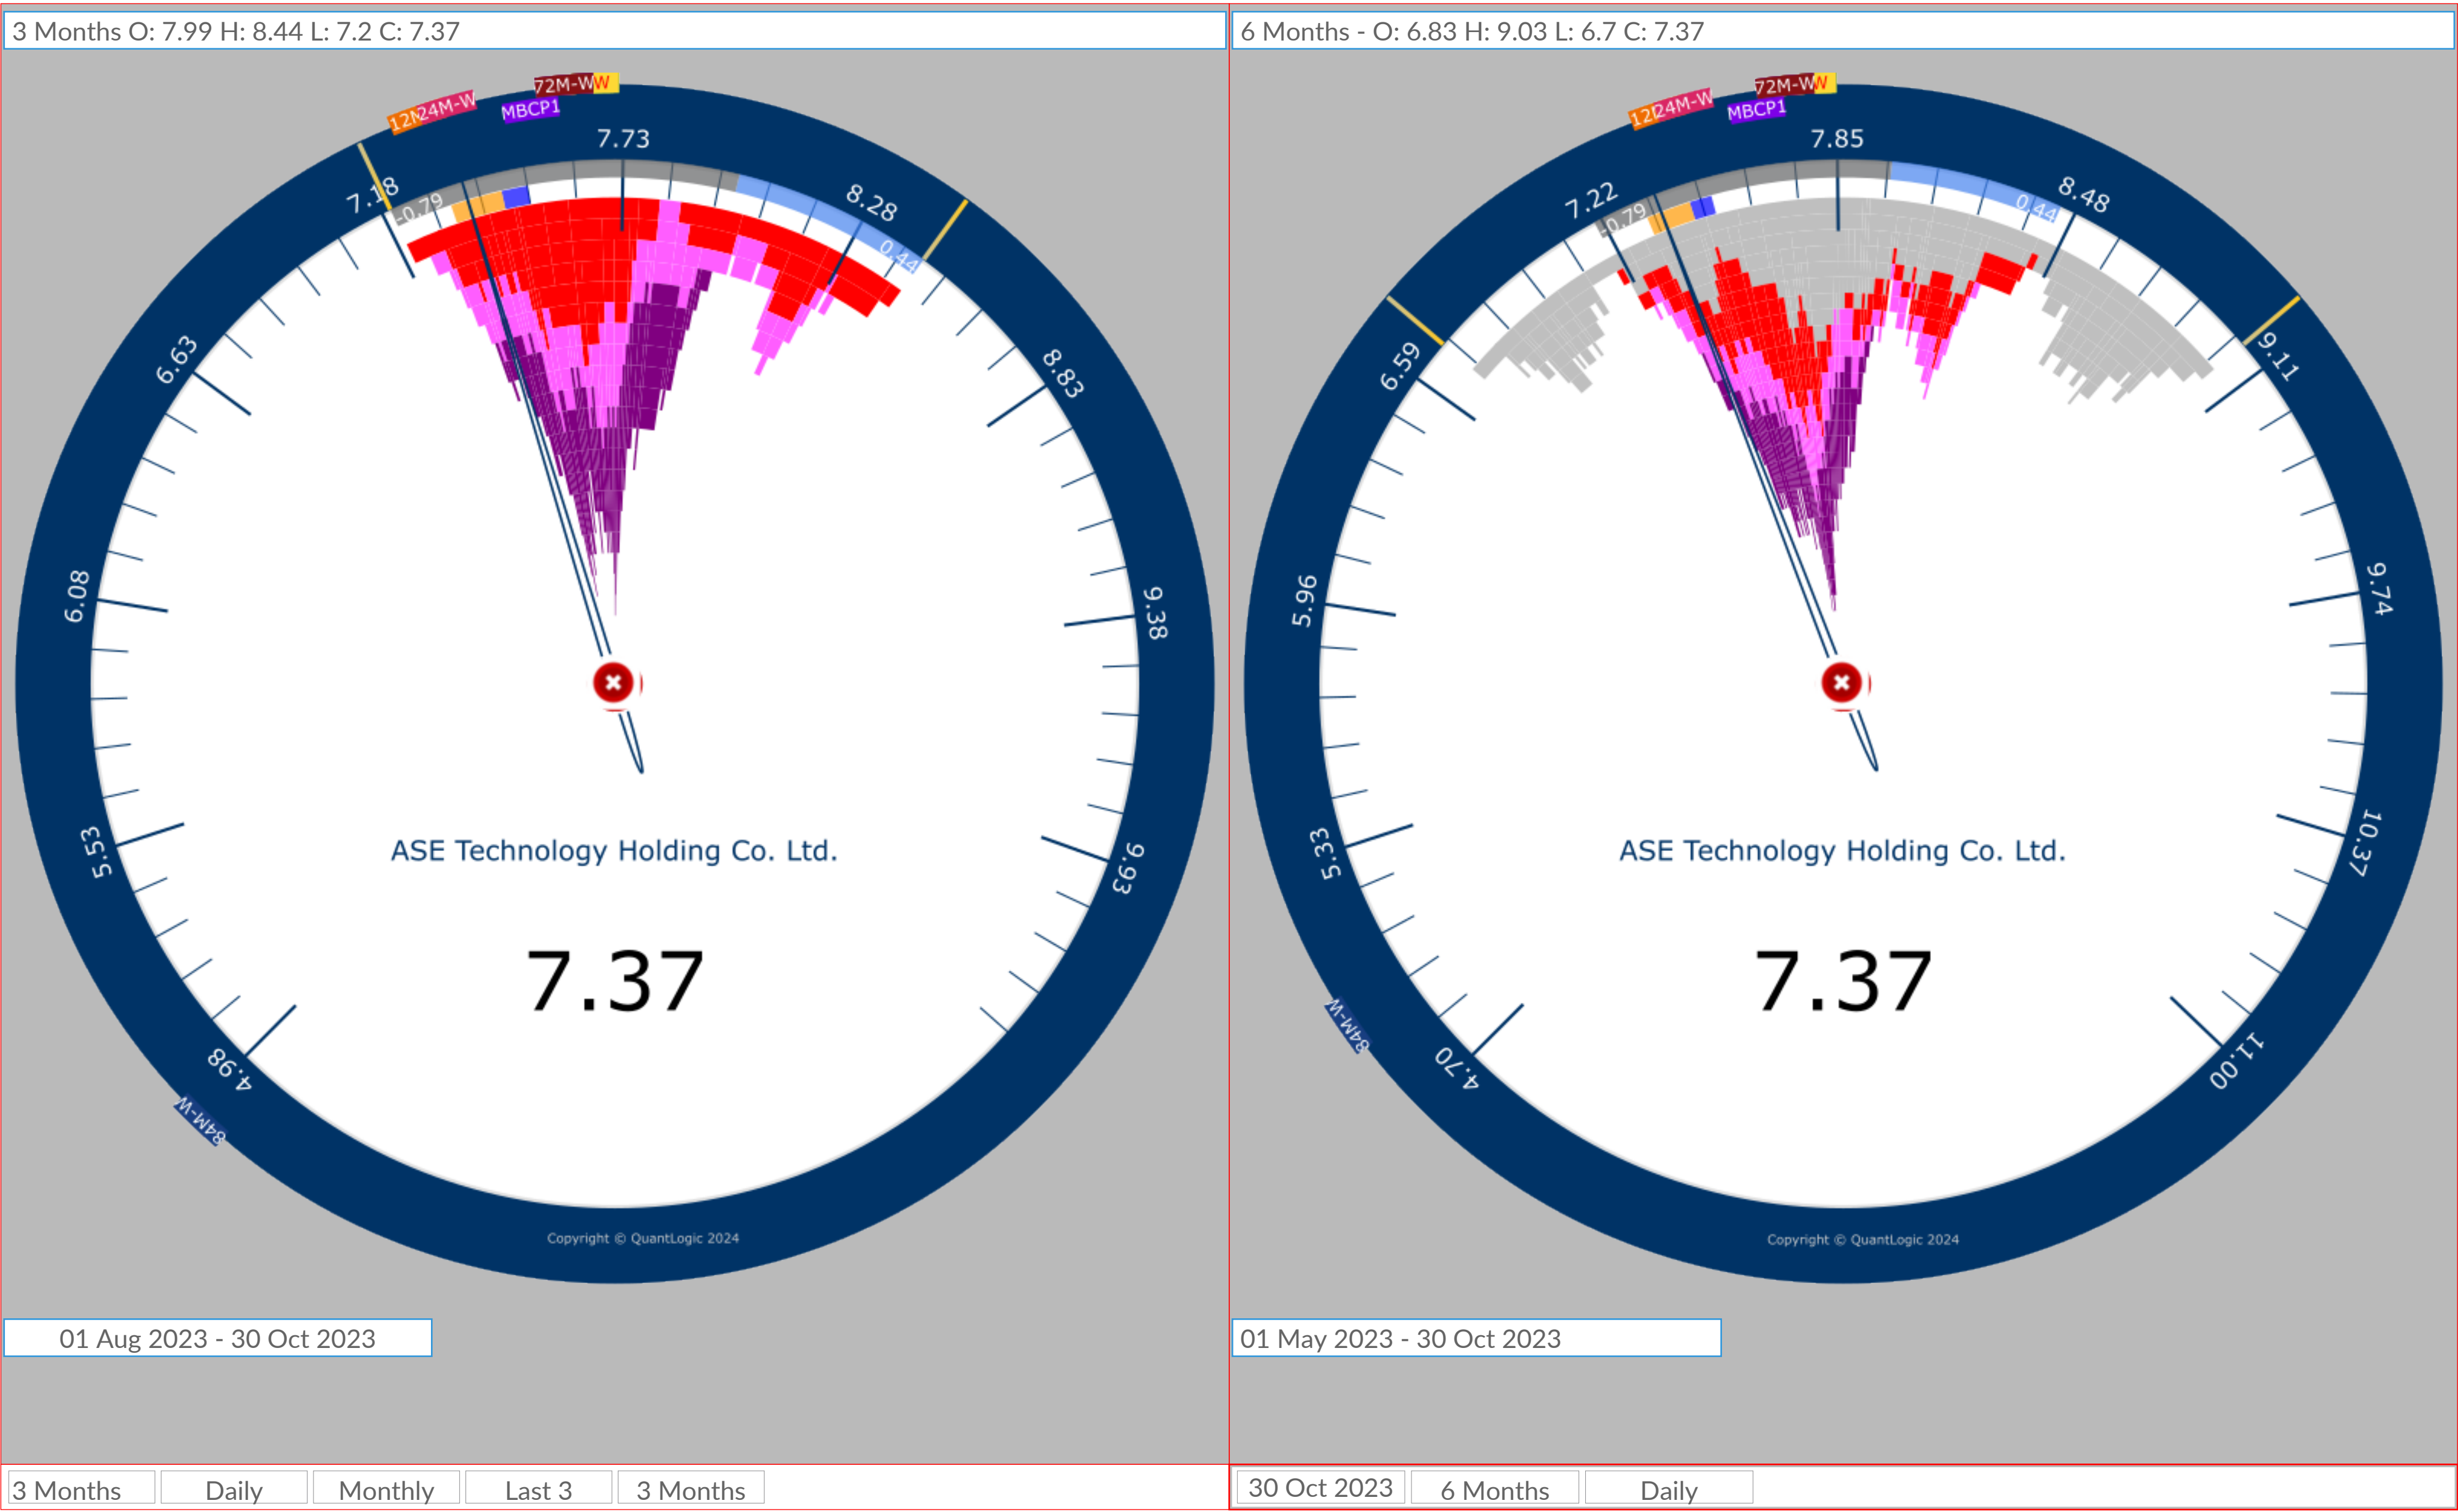 3 Months O: 7.99 H: 8.44 L: 7.2 C: 7.37
24M-W
MBCP1
72M-W
W
7.73
7.18
-0.79
8.28
0.44
6.63
8.83
6.08
9.38
5.53
9.93
4.98
84M-W
ASE Technology Holding Co. Ltd.
7.37
Copyright © QuantLogic 2024
01 Aug 2023 - 30 Oct 2023
3 Months
Daily
Monthly
Last 3
3 Months
6 Months - O: 6.83 H: 9.03 L: 6.7 C: 7.37
24M-W
MBCP1
72M-W
W
7.85
7.22
-0.79
8.48
0.44
6.59
9.11
5.96
9.74
5.33
10.37
4.70
11.00
84M-W
ASE Technology Holding Co. Ltd.
7.37
Copyright © QuantLogic 2024
01 May 2023 - 30 Oct 2023
30 Oct 2023
6 Months
Daily